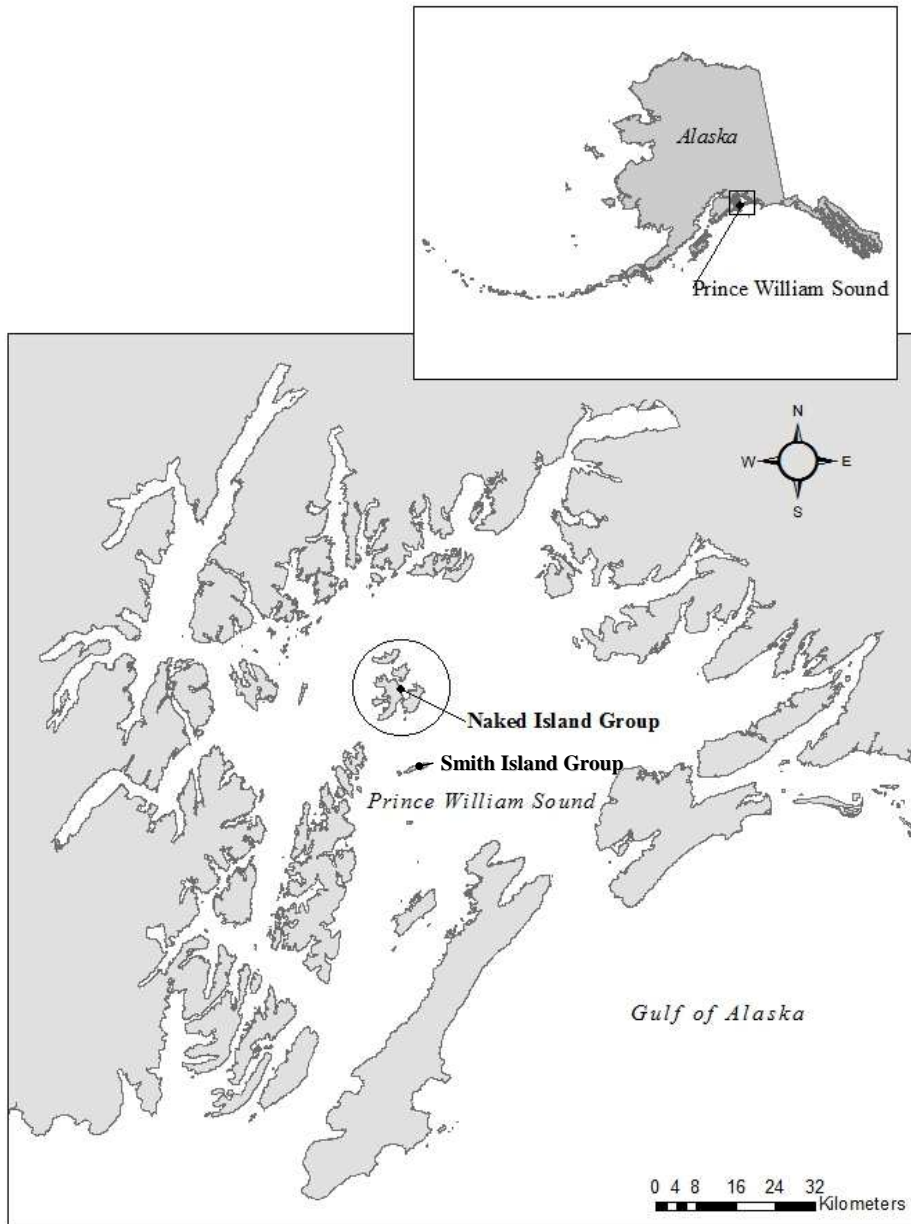 Alaska
Prince William Sound
N
W E
S
Naked Island Group
Smith Island Group
Prince William Sound
Gulf of Alaska
0 4 8 16 24 32
Kilometers